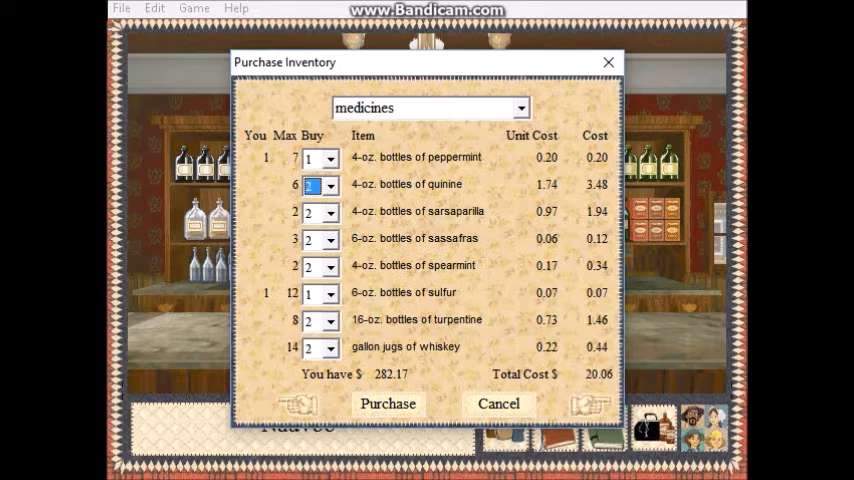 File Edit Game Help
www.Bandicam.com
Purchase Inventory
medicines
You Max Buy Item Unit Cost Cost
1 7 1 4-oz. bottles of peppermint 0.20 0.20
6 2 4-oz. bottles of quinine 1.74 3.48
2 2 4-oz. bottles of sarsaparilla 0.97 1.94
3 2 6-oz. bottles of sassafras 0.06 0.12
2 2 4-oz. bottles of spearmint 0.17 0.34
1 12 1 6-oz. bottles of sulfur 0.07 0.07
8 2 16-oz. bottles of turpentine 0.73 1.46
14 2 gallon jugs of whiskey 0.22 0.44
You have $ 282.17 Total Cost $ 20.06
Purchase Cancel
Nauvoo